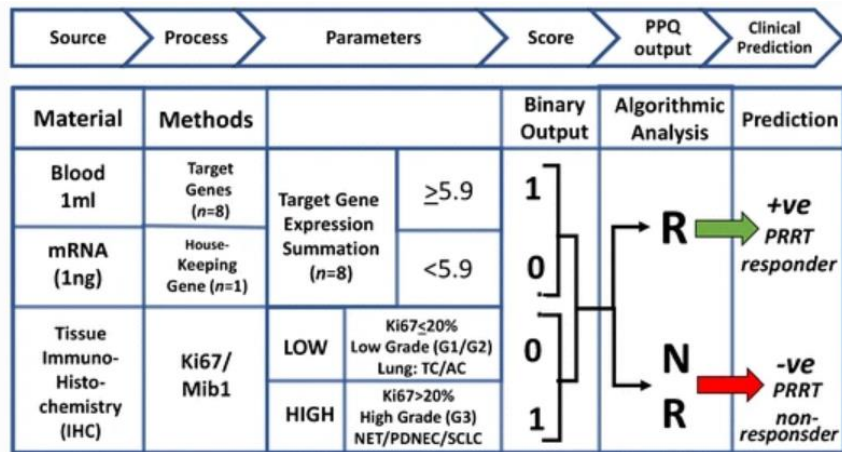 Source
Process
Parameters
Score
PPQ
output
Clinical
Prediction
Material
Methods
Binary
Output
Algorithmic
Analysis
Prediction
Blood
1ml
Target
Genes
(n=8)
mRNA
(1ng)
House-
Keeping
Gene (n=1)
Target Gene
Expression
Summation
(n=8)
≥5.9
<5.9
1
0
R
+ve
PRRT
responder
Tissue
Immuno-
Histo-
chemistry
(IHC)
Ki67/
Mib1
LOW
Ki67≤20%
Low Grade (G1/G2)
Lung: TC/AC
HIGH
Ki67>20%
High Grade (G3)
NET/PDNEC/SCLC
0
1
N
R
-ve
PRRT
non-
responsder